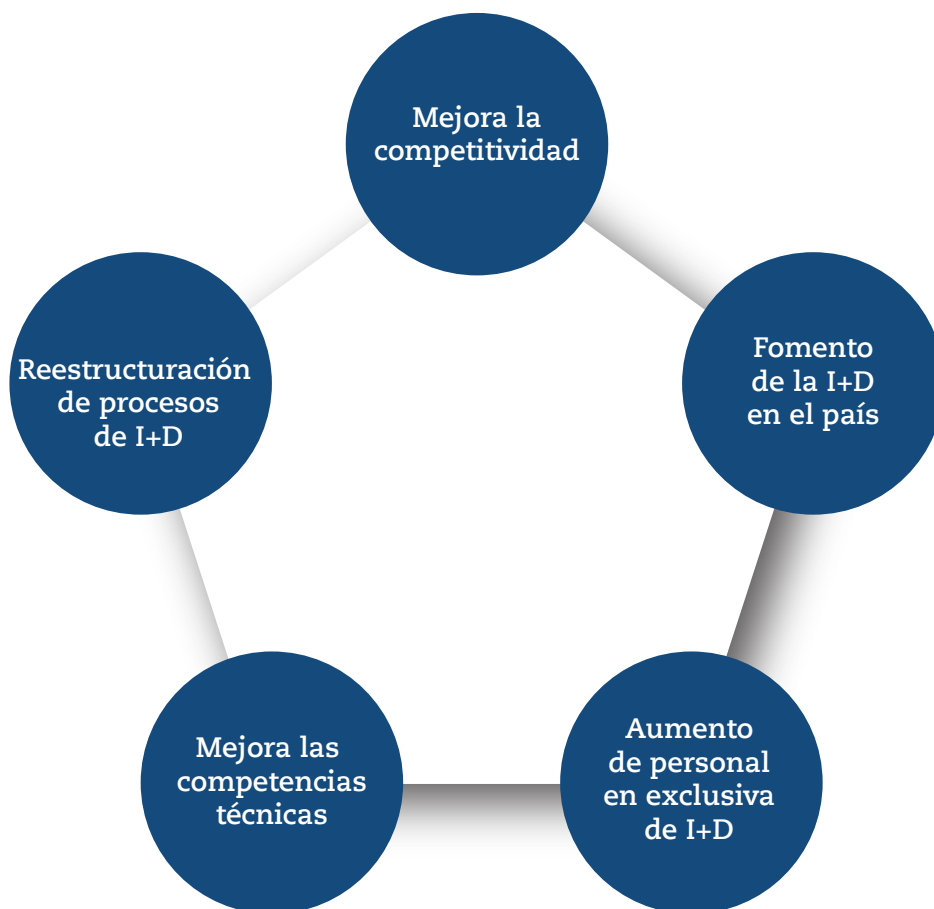 Mejora la
competitividad
Fomento
de la I+D
en el país
Aumento
de personal
en exclusiva
de I+D
Mejora las
competencias
técnicas
Reestructuración
de procesos
de I+D